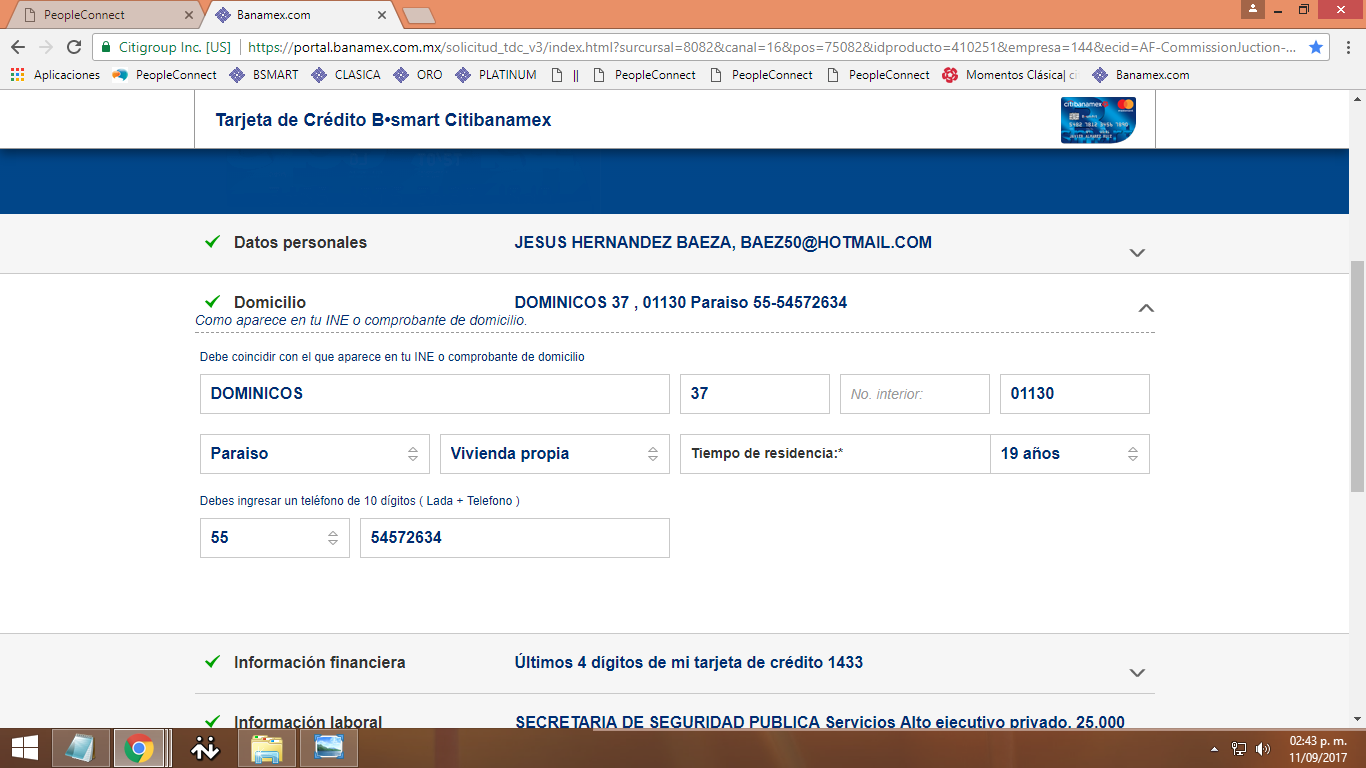 PeopleConnect
Banamex.com
Citigroup Inc. [US] https://portal.banamex.com.mx/solicitud_tdc_v3/index.html?sursursal=8082&canal=16&pos=75082&idproducto=410251&empresa=144&ecid=AF-CommissionJuction-...
Aplicaciones PeopleConnect BSMART CLASICA ORO PLATINUM || PeopleConnect PeopleConnect PeopleConnect Momentos Clásica| ci Banamex.com
Tarjeta de Crédito B•smart Citibanamex
citibanamex
Datos personales JESUS HERNANDEZ BAEZA, BAEZ50@HOTMAIL.COM
Domicilio DOMINICOS 37 , 01130 Paraiso 55-54572634
Como aparece en tu INE o comprobante de domicilio.
Debe coincidir con el que aparece en tu INE o comprobante de domicilio
DOMINICOS 37 No. interior: 01130
Paraiso Vivienda propia Tiempo de residencia:* 19 años
Debes ingresar un teléfono de 10 dígitos ( Lada + Telefono )
55 54572634
Información financiera Últimos 4 dígitos de mi tarjeta de crédito 1433
Información laboral SECRETARIA DE SEGURIDAD PUBLICA Servicios Alto ejecutivo privado, 25,000
02:43 p. m.
11/09/2017